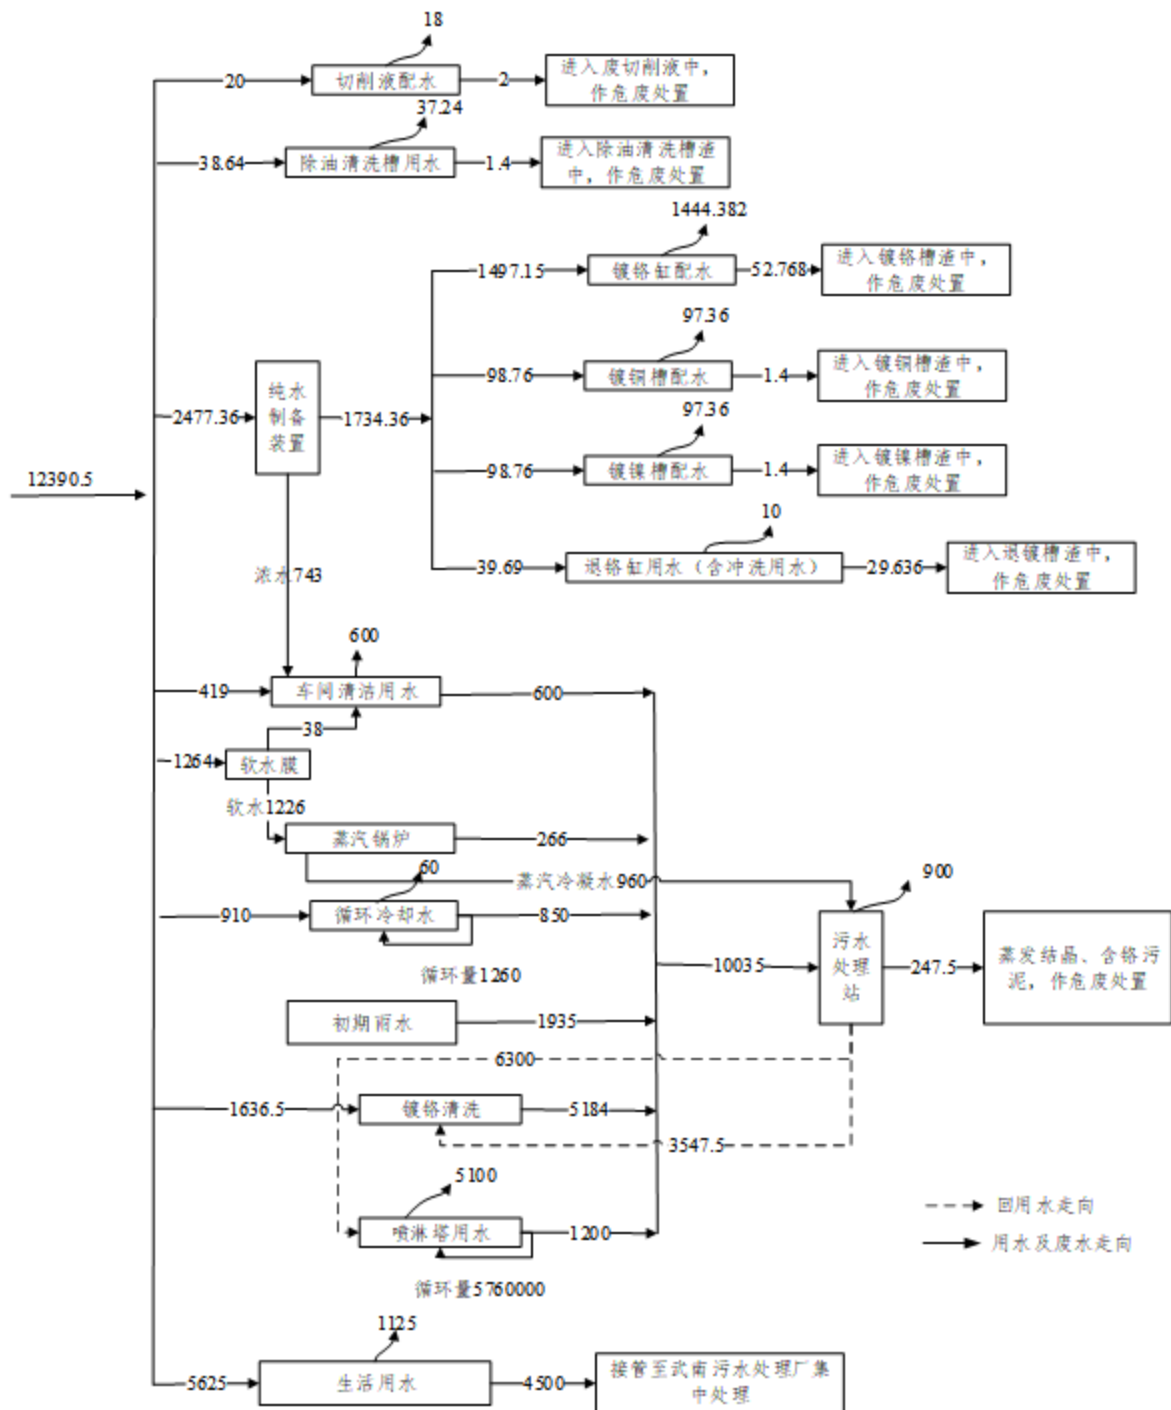 18
20
切削液配水
2
进入废切削液中，
作危废处置
37.24
38.64
除油清洗槽用水
1.4
进入除油清洗槽渣
中，作危废处置
1444.382
1497.15
镀铬缸配水
52.768
进入镀铬槽渣中，
作危废处置
97.36
98.76
镀铜槽配水
1.4
进入镀铜槽渣中，
作危废处置
2477.36
纯水
制备
装置
1734.36
97.36
98.76
镀镍槽配水
1.4
进入镀镍槽渣中，
作危废处置
12390.5
10
39.69
退铬缸用水（含冲洗用水）
29.636
进入退镀槽渣中，
作危废处置
浓水743
600
419
车间清洁用水
600
38
1264
软水膜
软水1226
蒸汽锅炉
266
60
蒸汽冷凝水960
900
910
循环冷却水
850
循环量1260
10035
污水
处理
站
247.5
蒸发结晶、含铬污
泥，作危废处置
初期雨水
1935
6300
1636.5
镀铬清洗
5184
3547.5
5100
喷淋塔用水
1200
循环量5760000
回用水走向
用水及废水走向
1125
5625
生活用水
4500
接管至武南污水处理厂集
中处理